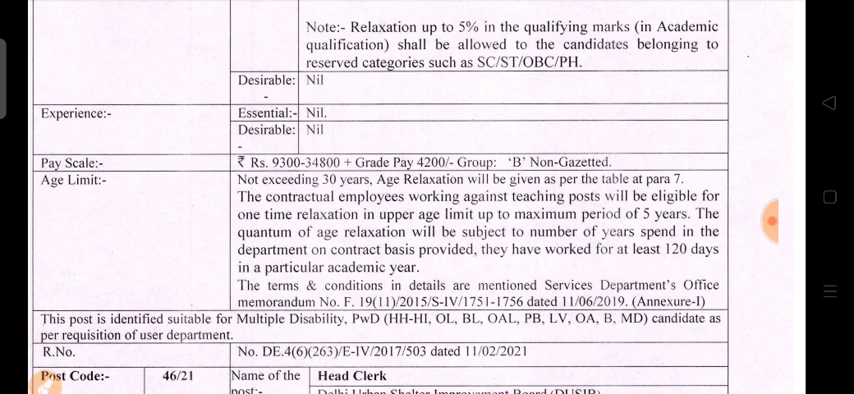 Note:- Relaxation up to 5% in the qualifying marks (in Academic
qualification) shall be allowed to the candidates belonging to
reserved categories such as SC/ST/OBC/PH.
Desirable: Nil
-
Experience:- Essential:- Nil.
Desirable: Nil
-
Pay Scale:- ₹ Rs. 9300-34800 + Grade Pay 4200/- Group: 'B' Non-Gazetted.
Age Limit:- Not exceeding 30 years, Age Relaxation will be given as per the table at para 7.
The contractual employees working against teaching posts will be eligible for
one time relaxation in upper age limit up to maximum period of 5 years. The
quantum of age relaxation will be subject to number of years spend in the
department on contract basis provided, they have worked for at least 120 days
in a particular academic year.
The terms & conditions in details are mentioned Services Department's Office
memorandum No. F. 19(11)/2015/S-IV/1751-1756 dated 11/06/2019. (Annexure-I)
This post is identified suitable for Multiple Disability, PwD (HH-HI, OL, BL, OAL, PB, LV, OA, B, MD) candidate as
per requisition of user department.
R.No. No. DE.4(6)(263)/E-IV/2017/503 dated 11/02/2021
Post Code:- 46/21 Name of the Head Clerk
post:- Delhi Urban Shelter Improvement Board (DUSIB)